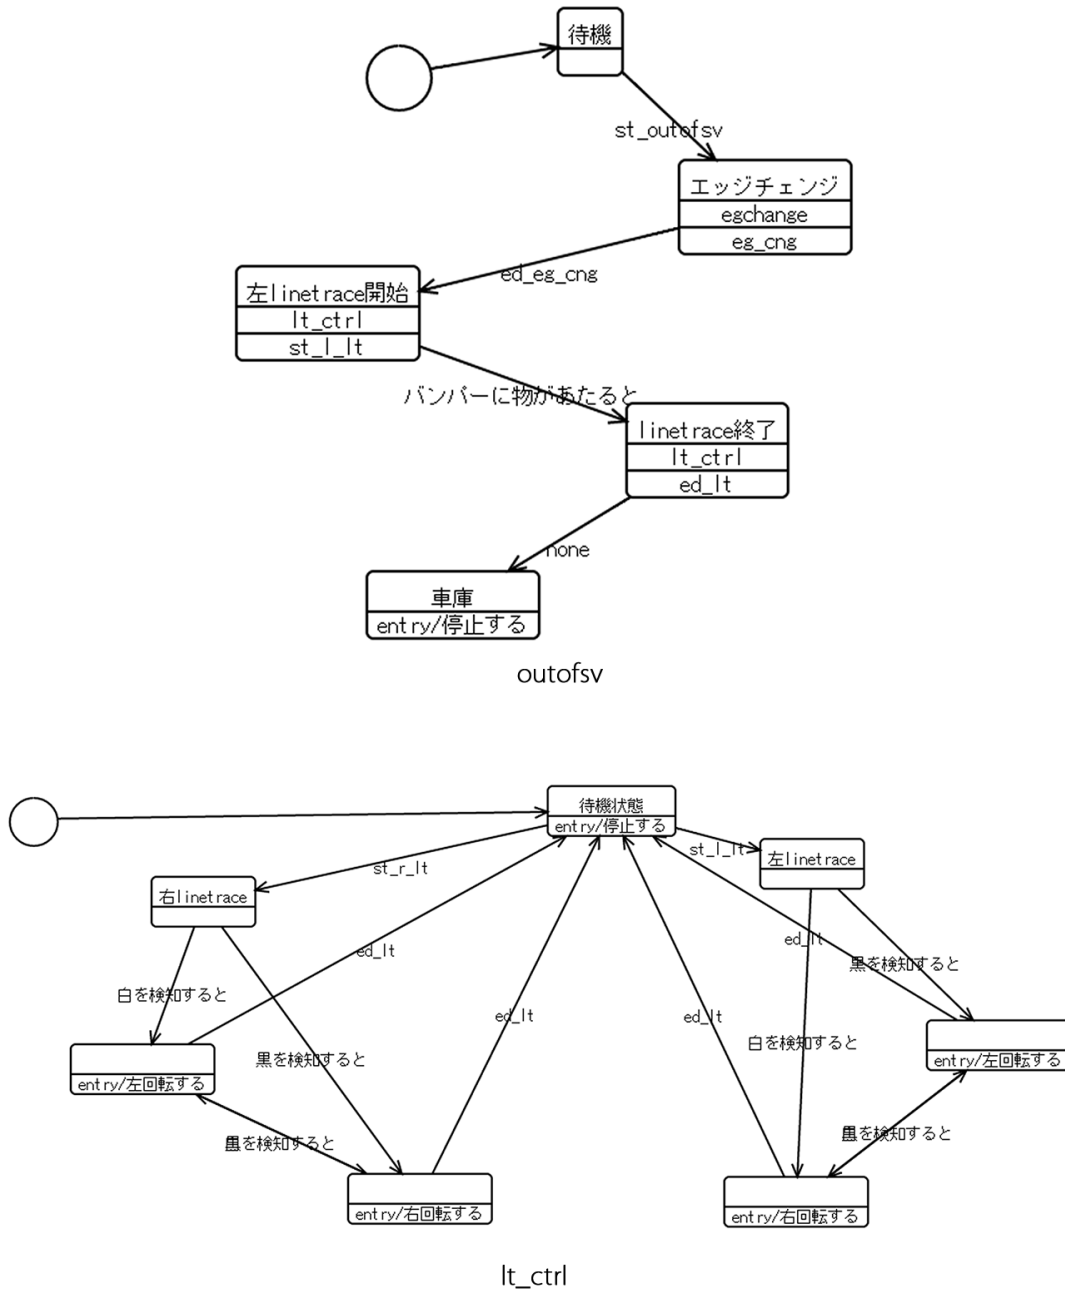 待機
st_outofsv
エッジチェンジ
egchange
eg_cng
ed_eg_cng
左linetrace開始
lt_ctrl
st_l_lt
バンパーに物があたると
linetrace終了
lt_ctrl
ed_lt
none
車庫
entry/停止する
outofsv
待機状態
entry/停止する
st_r_lt
st_l_lt
左linetrace
右linetrace
ed_lt
ed_lt
黒を検知すると
白を検知すると
ed_lt
ed_lt
白を検知すると
黒を検知すると
entry/左回転する
entry/左回転する
黒を検知すると
黒を検知すると
entry/右回転する
entry/右回転する
lt_ctrl